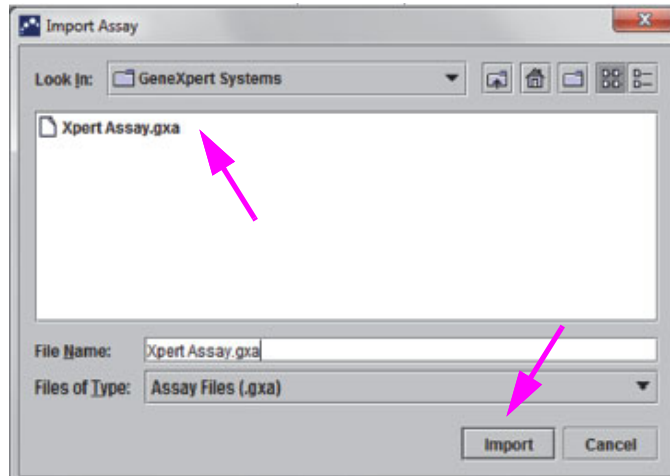 Import Assay
Look In: GeneXpert Systems
Xpert Assay.gxa
File Name: Xpert Assay.gxa
Files of Type: Assay Files (.gxa)
Import Cancel